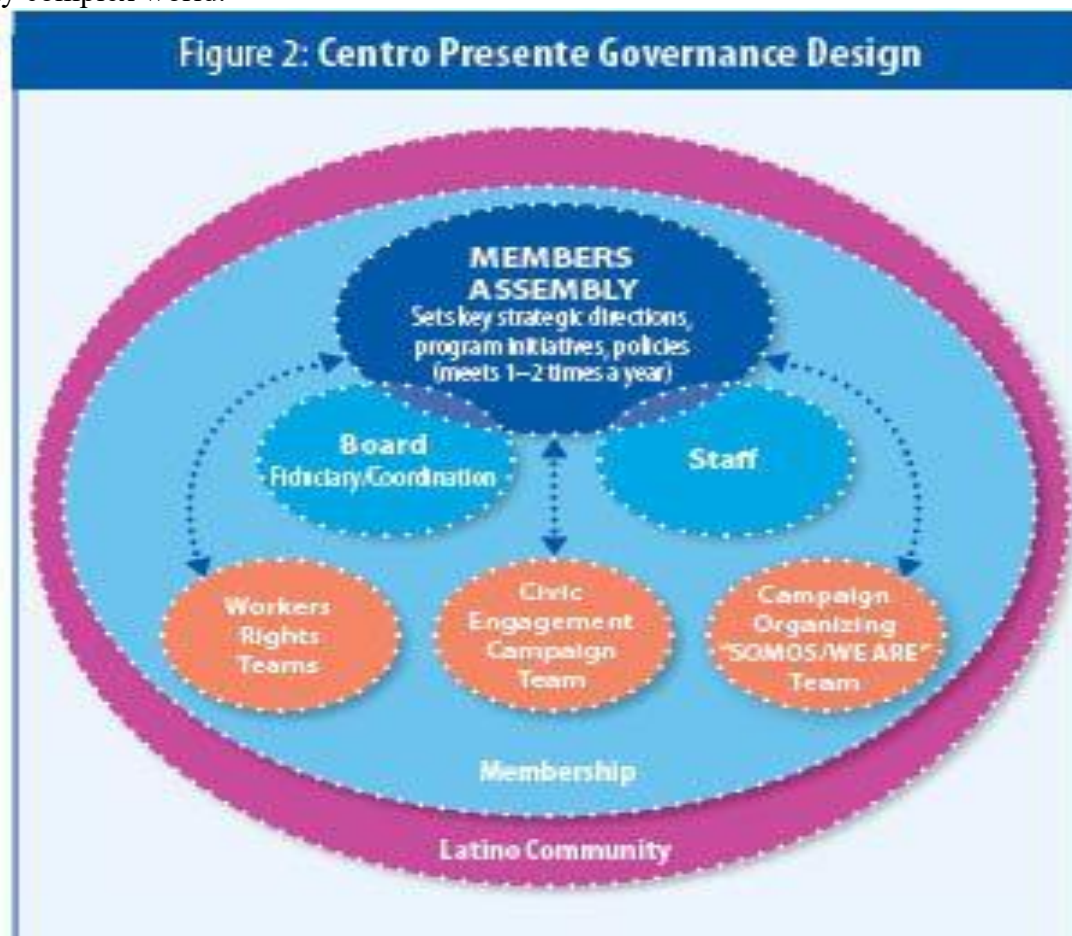 y complex world.
Figure 2: Centro Presente Governance Design
MEMBERS
ASSEMBLY
Sets key strategic directions,
program initiatives, policies
(meets 1–2 times a year)
Board
Fiduciary/Coordination
Staff
Workers
Rights
Teams
Civic
Engagement
Campaign
Team
Campaign
Organizing
"SOMOS/WE ARE"
Team
Membership
Latino Community